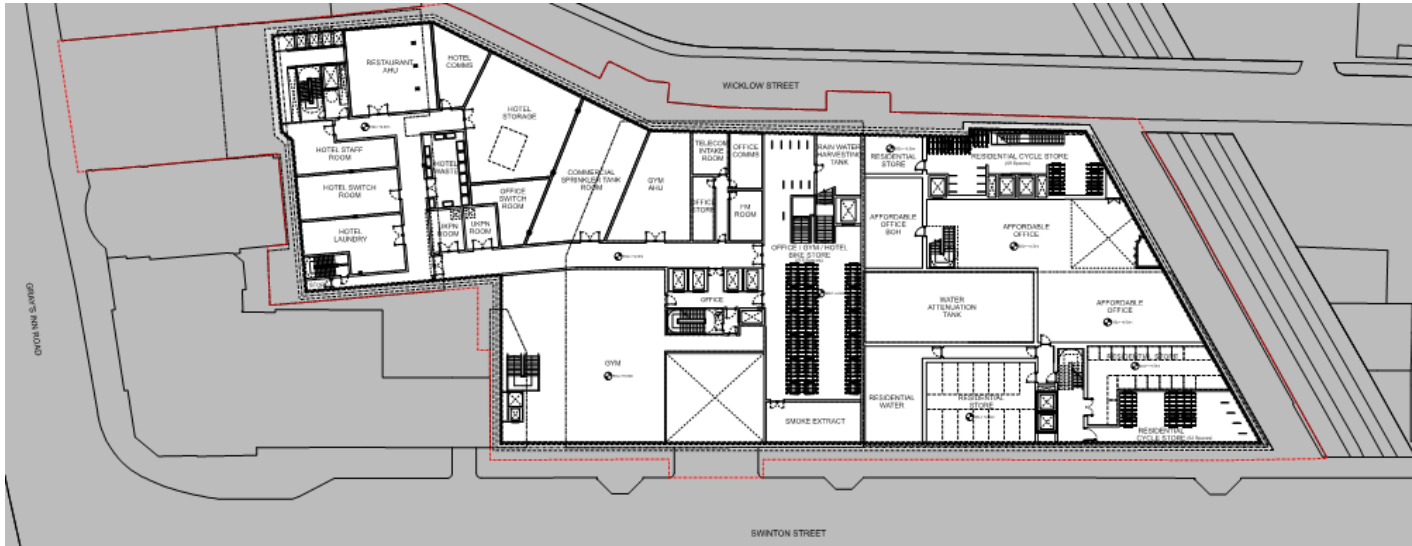 WICKLOW STREET
RESTAURANT
AHU
HOTEL
COMMS
HOTEL
STORAGE
HOTEL STAFF
ROOM
HOTEL SWITCH
ROOM
HOTEL
LAUNDRY
HOTEL
WASTE
UKPN
ROOM
UKPN
ROOM
OFFICE
SWITCH
ROOM
COMMERCIAL
SPRINKLER TANK
ROOM
GYM
AHU
TELECOM
INTAKE
ROOM
OFFICE
COMMS
OFFICE
STORE
FM
ROOM
RAIN WATER
HARVESTING
TANK
OFFICE / GYM / HOTEL
BIKE STORE
RESIDENTIAL
STORE
RESIDENTIAL CYCLE STORE
AFFORDABLE
OFFICE
BOH
AFFORDABLE
OFFICE
WATER
ATTENUATION
TANK
AFFORDABLE
OFFICE
OFFICE
GYM
SMOKE EXTRACT
RESIDENTIAL
WATER
RESIDENTIAL
STORE
RESIDENTIAL STORE
RESIDENTIAL
CYCLE STORE
GRAY'S INN ROAD
SWINTON STREET